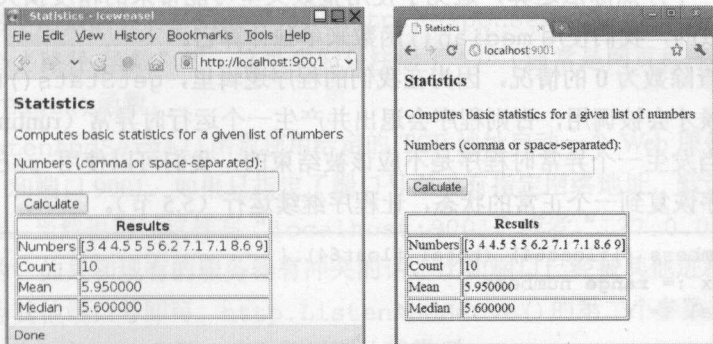 Statistics - Iceweasel
File Edit View History Bookmarks Tools Help
http://localhost:9001
Statistics
Computes basic statistics for a given list of numbers
Numbers (comma or space-separated):
Calculate
Results
Numbers [3 4 4.5 5 5 6.2 7.1 7.1 8.6 9]
Count 10
Mean 5.950000
Median 5.600000
Done
Statistics
localhost:9001
Statistics
Computes basic statistics for a given list of numbers
Numbers (comma or space-separated):
Calculate
Results
Numbers [3 4 4.5 5 5 6.2 7.1 7.1 8.6 9]
Count 10
Mean 5.950000
Median 5.600000